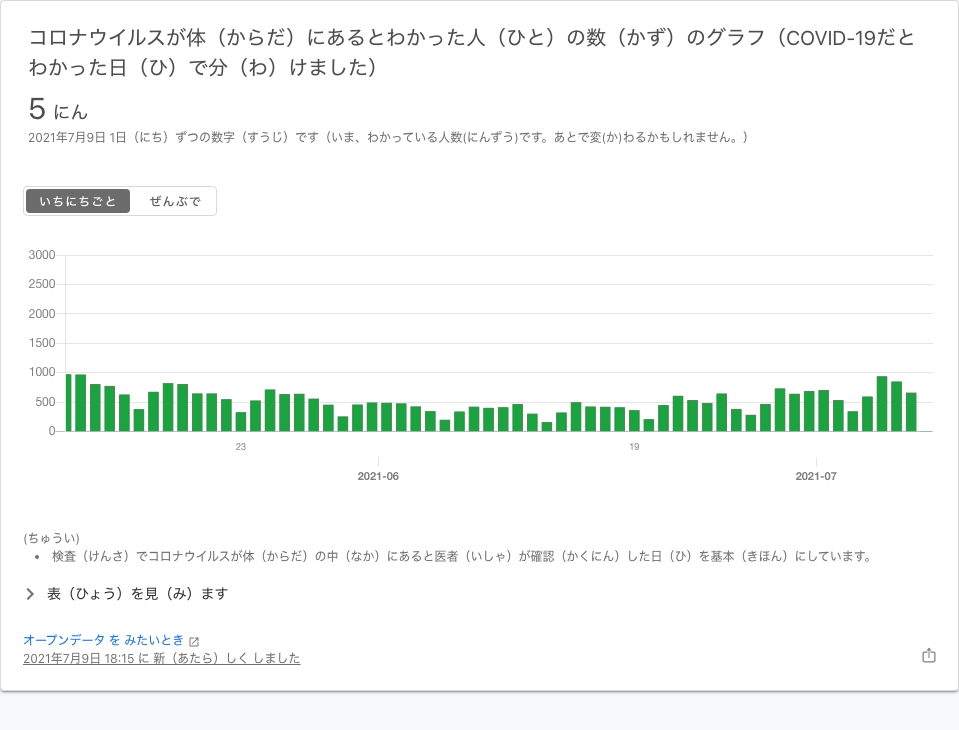 コロナウイルスが体（からだ）にあるとわかった人（ひと）の数（かず）のグラフ（COVID-19だと
わかった日（ひ）で分（わ）けました）
5 にん
2021年7月9日 1日（にち）ずつの数字（すうじ）です（いま、わかっている人数(にんずう)です。あとで変(か)わるかもしれません。）
いちにちごと ぜんぶで
3000
2500
2000
1500
1000
500
0
23 19
2021-06 2021-07
(ちゅうい)
• 検査（けんさ）でコロナウイルスが体（からだ）の中（なか）にあると医者（いしゃ）が確認（かくにん）した日（ひ）を基本（きほん）にしています。
表（ひょう）を見（み）ます
オープンデータ を みたいとき
2021年7月9日 18:15 に 新（あたら）しく しました